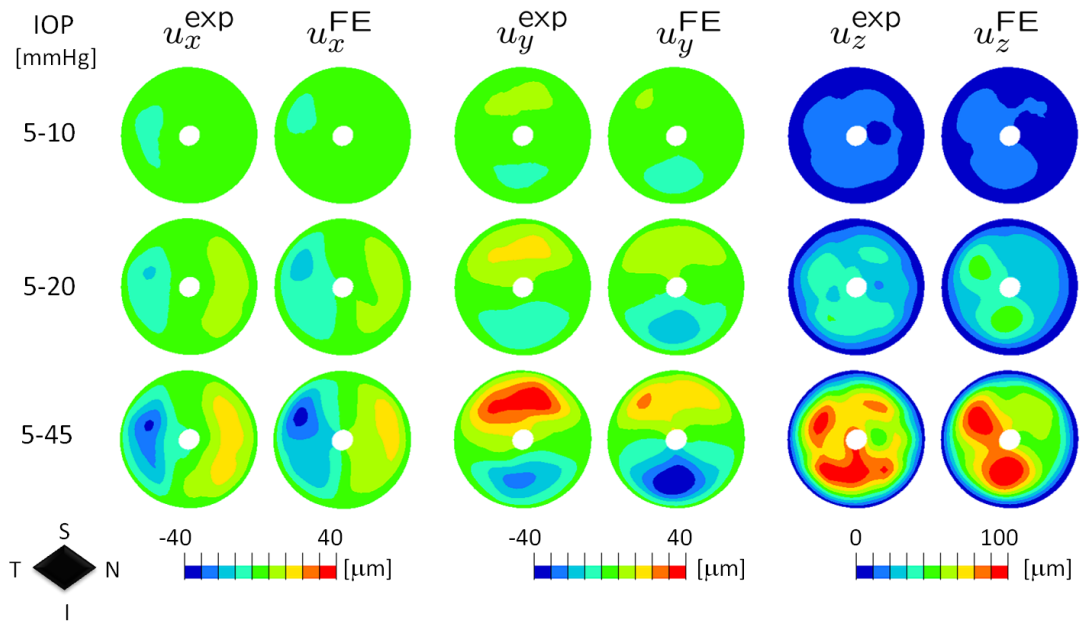 IOP
[mmHg]
u_x^exp u_x^FE u_y^exp u_y^FE u_z^exp u_z^FE
5-10
5-20
5-45
-40 40 [μm] -40 40 [μm] 0 100 [μm]
S
T N
I